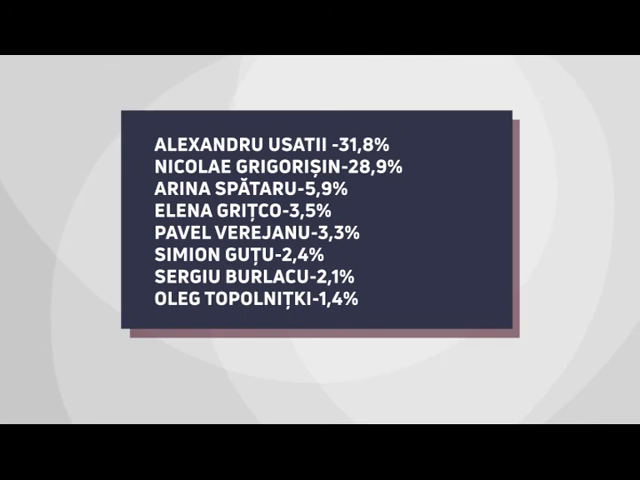 ALEXANDRU USATII -31,8%
NICOLAE GRIGORIȘIN-28,9%
ARINA SPĂTARU-5,9%
ELENA GRIȚCO-3,5%
PAVEL VEREJANU-3,3%
SIMION GUȚU-2,4%
SERGIU BURLACU-2,1%
OLEG TOPOLNIȚKI-1,4%